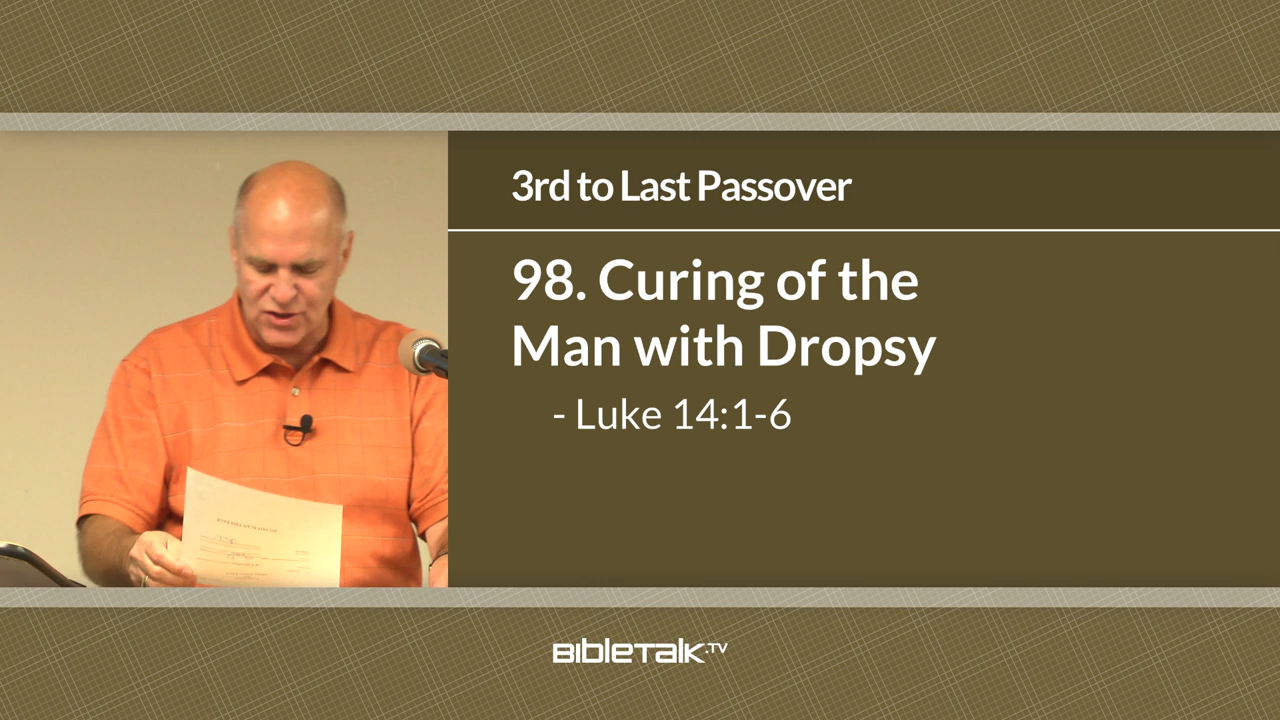 3rd to Last Passover
98. Curing of the
Man with Dropsy
- Luke 14:1-6
BIBLETALK.TV